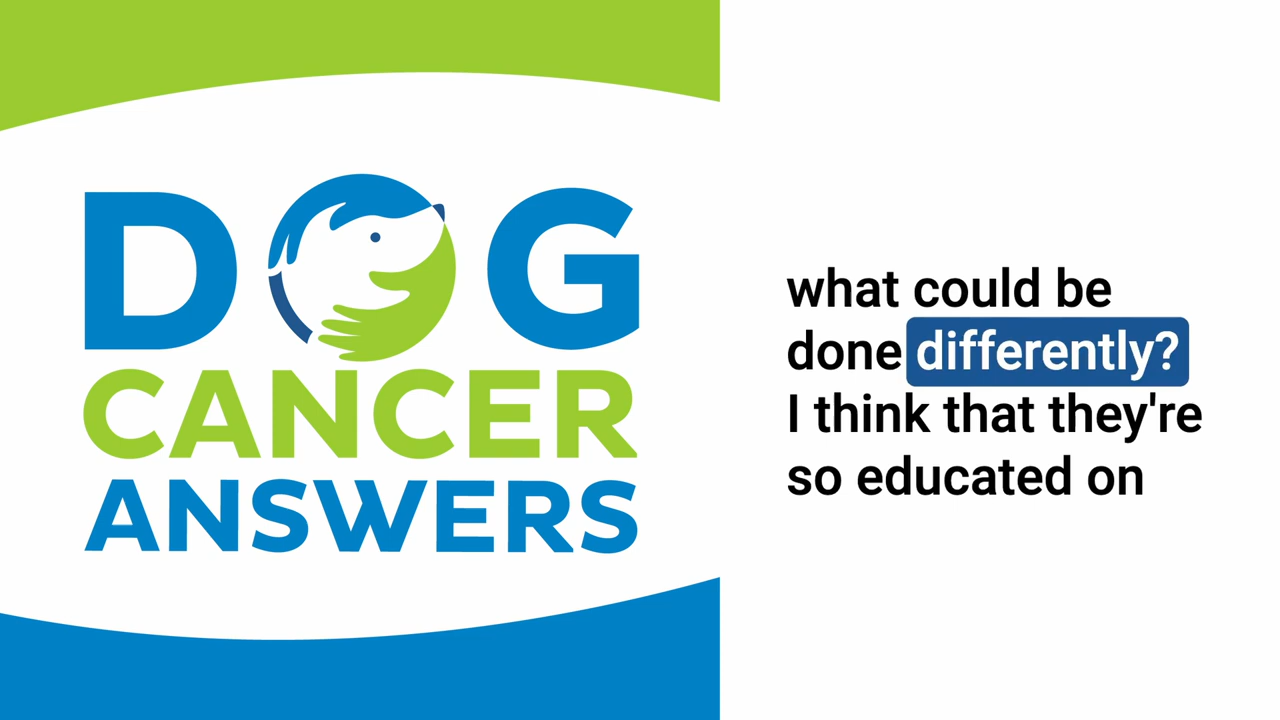 DOG
CANCER
ANSWERS
what could be
done differently?
I think that they're
so educated on